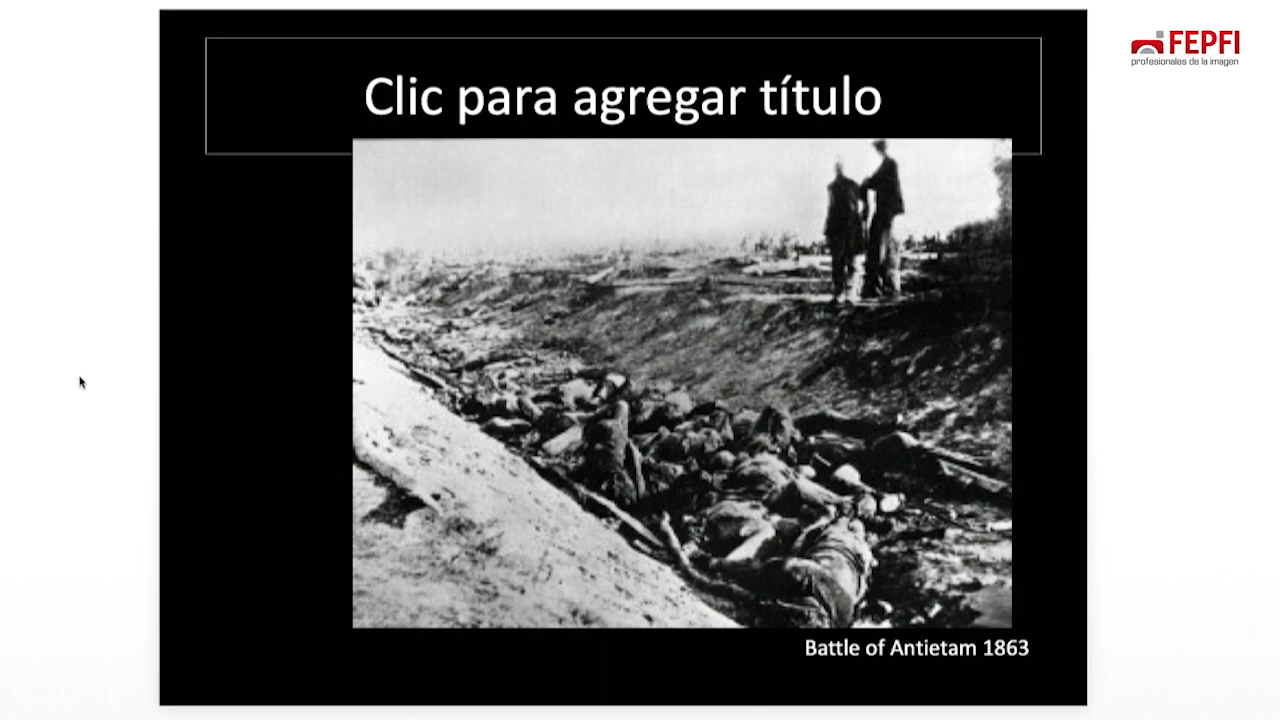 FEPFI
profesionales de la imagen
Clic para agregar título
Battle of Antietam 1863